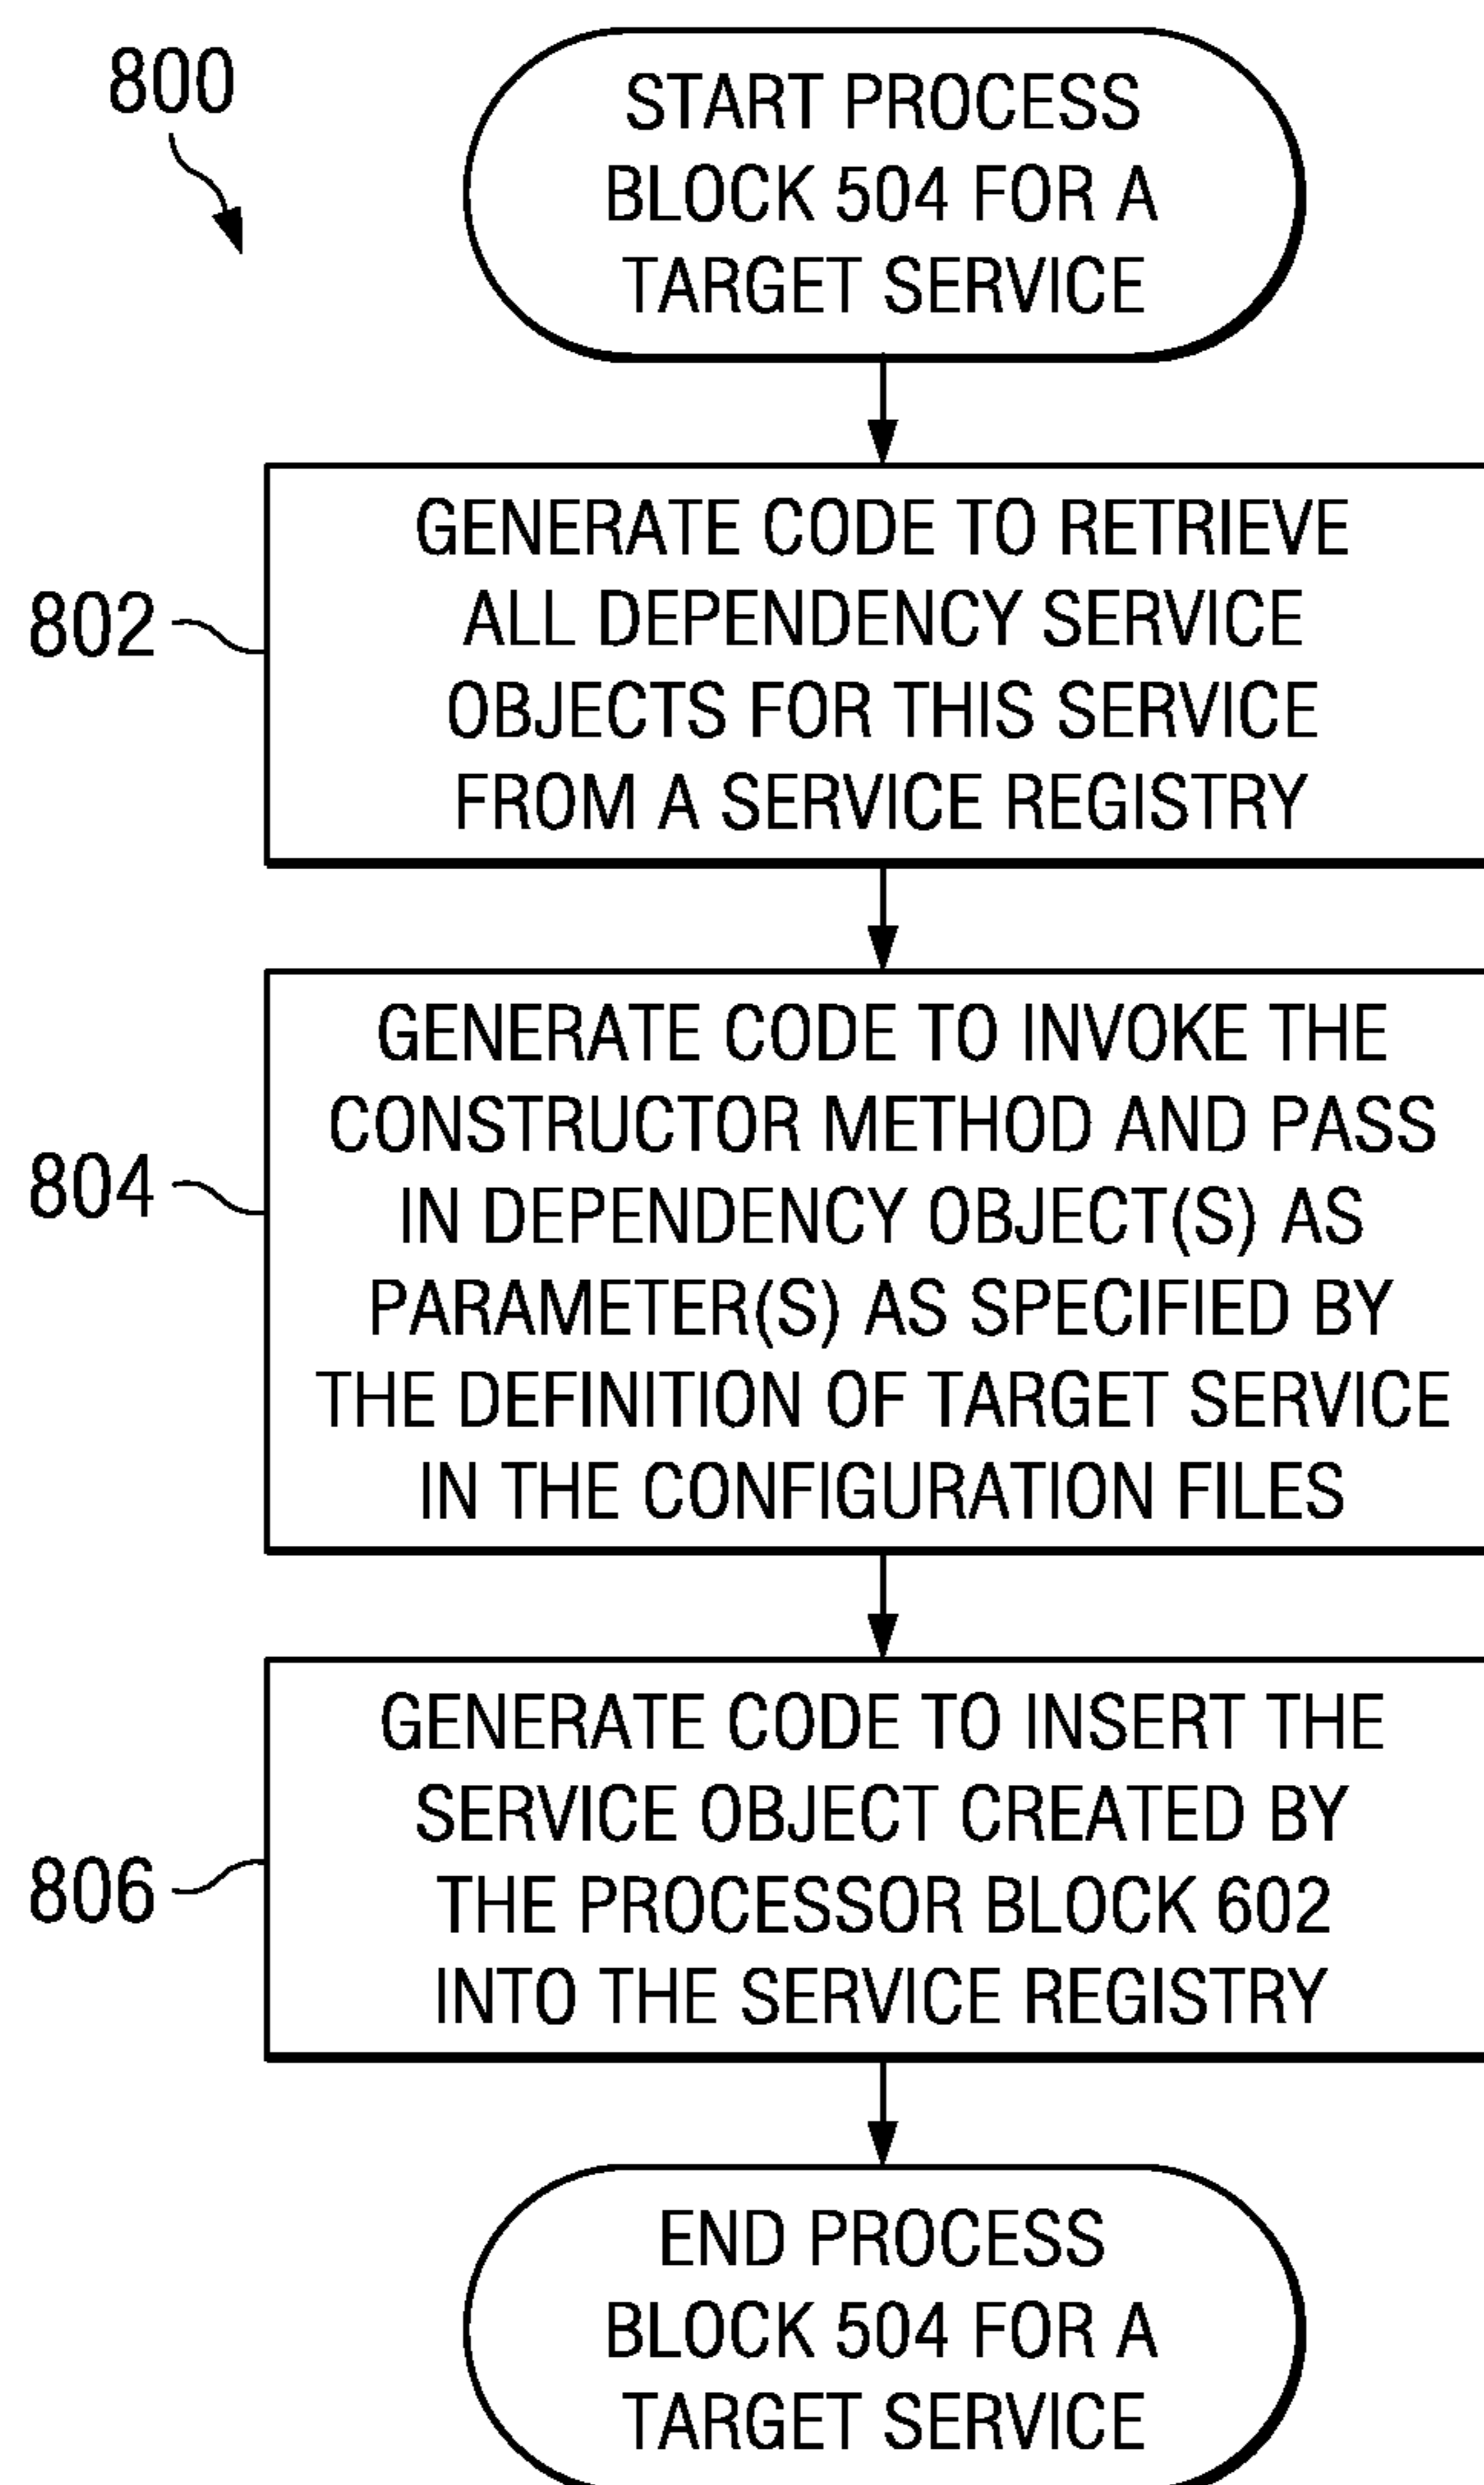 800
START PROCESS
BLOCK 504 FOR A
TARGET SERVICE
802
GENERATE CODE TO RETRIEVE
ALL DEPENDENCY SERVICE
OBJECTS FOR THIS SERVICE
FROM A SERVICE REGISTRY
804
GENERATE CODE TO INVOKE THE
CONSTRUCTOR METHOD AND PASS
IN DEPENDENCY OBJECT(S) AS
PARAMETER(S) AS SPECIFIED BY
THE DEFINITION OF TARGET SERVICE
IN THE CONFIGURATION FILES
806
GENERATE CODE TO INSERT THE
SERVICE OBJECT CREATED BY
THE PROCESSOR BLOCK 602
INTO THE SERVICE REGISTRY
END PROCESS
BLOCK 504 FOR A
TARGET SERVICE